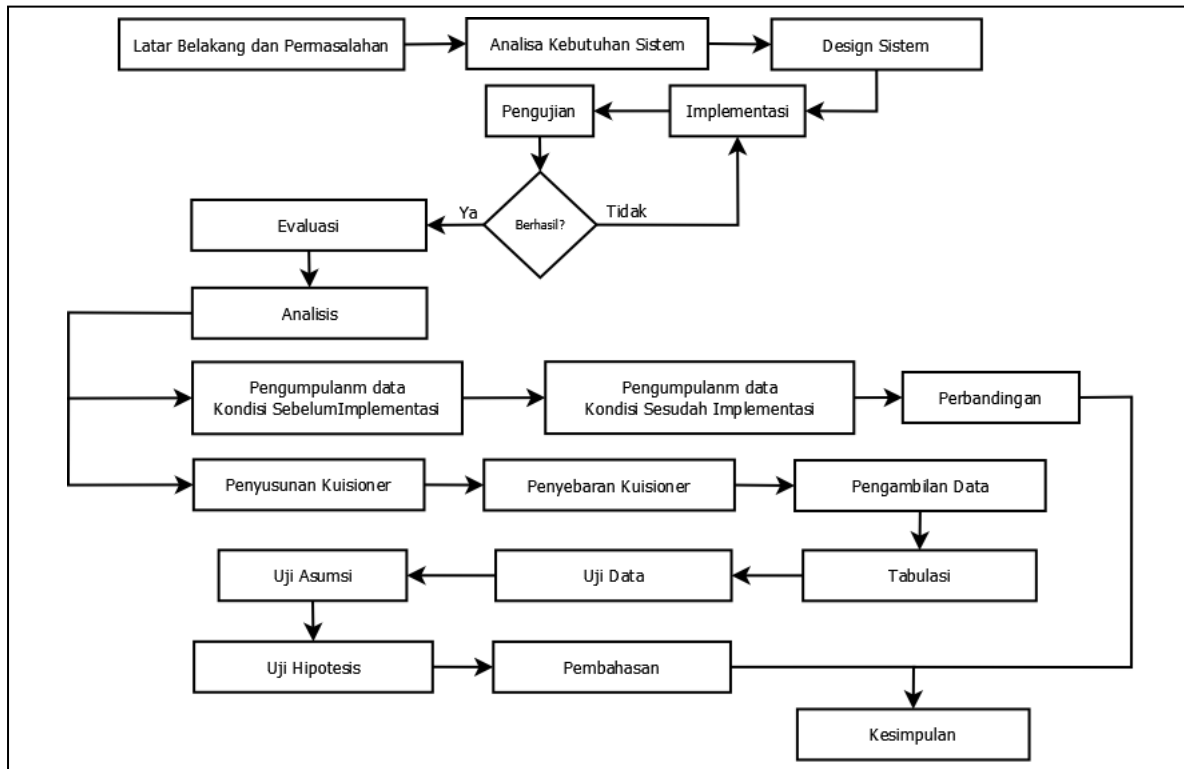 Latar Belakang dan Permasalahan
Analisa Kebutuhan Sistem
Design Sistem
Pengujian
Implementasi
Ya
Berhasil?
Tidak
Evaluasi
Analisis
Pengumpulanm data
Kondisi SebelumImplementasi
Pengumpulanm data
Kondisi Sesudah Implementasi
Perbandingan
Penyusunan Kuisioner
Penyebaran Kuisioner
Pengambilan Data
Uji Asumsi
Uji Data
Tabulasi
Uji Hipotesis
Pembahasan
Kesimpulan